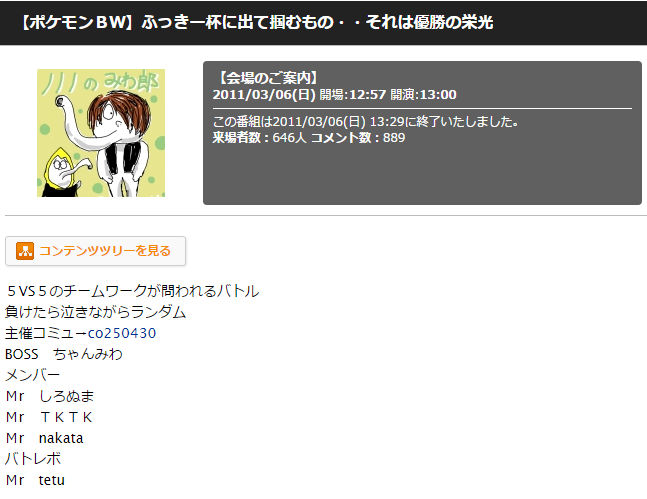 【ポケモンＢＷ】ふっきー杯に出て掴むもの・・それは優勝の栄光
ノノノの みわ郎
【会場のご案内】
2011/03/06(日) 開場:12:57 開演:13:00
この番組は2011/03/06(日) 13:29に終了いたしました。
来場者数：646人 コメント数：889
コンテンツツリーを見る
５VS５のチームワークが問われるバトル
負けたら泣きながらランダム
主催コミュ→co250430
BOSS　ちゃんみわ
メンバー
Mr　しろぬま
Mr　ＴＫＴＫ
Mr　nakata
バトレボ
Mr　tetu